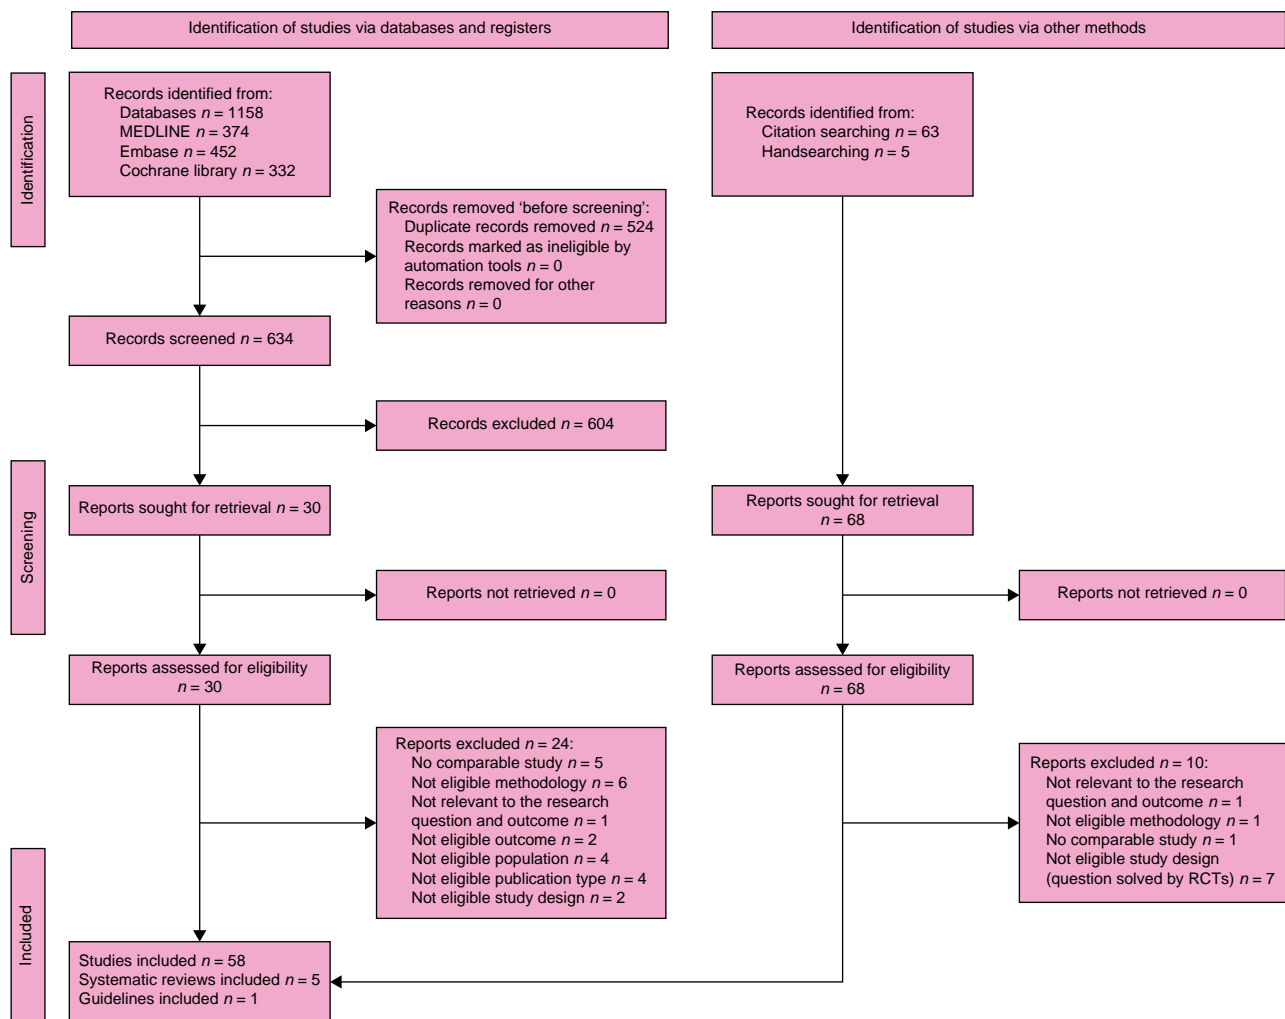 Identification of studies via databases and registers
Identification of studies via other methods
Identification
Records identified from:
Databases n = 1158
MEDLINE n = 374
Embase n = 452
Cochrane library n = 332
Records identified from:
Citation searching n = 63
Handsearching n = 5
Records removed ‘before screening’:
Duplicate records removed n = 524
Records marked as ineligible by
automation tools n = 0
Records removed for other
reasons n = 0
Records screened n = 634
Records excluded n = 604
Screening
Reports sought for retrieval n = 30
Reports sought for retrieval
n = 68
Reports not retrieved n = 0
Reports not retrieved n = 0
Reports assessed for eligibility
n = 30
Reports assessed for eligibility
n = 68
Reports excluded n = 24:
No comparable study n = 5
Not eligible methodology n = 6
Not relevant to the research
question and outcome n = 1
Not eligible outcome n = 2
Not eligible population n = 4
Not eligible publication type n = 4
Not eligible study design n = 2
Reports excluded n = 10:
Not relevant to the research
question and outcome n = 1
Not eligible methodology n = 1
No comparable study n = 1
Not eligible study design
(question solved by RCTs) n = 7
Included
Studies included n = 58
Systematic reviews included n = 5
Guidelines included n = 1